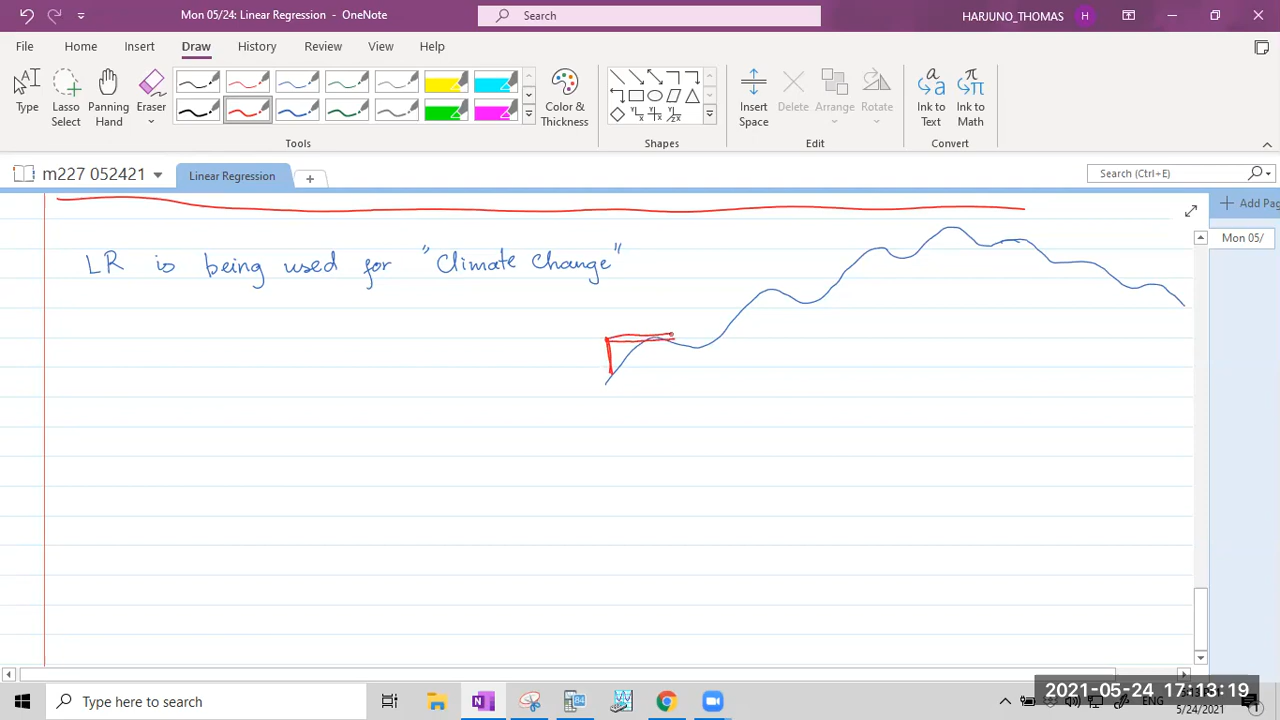 Mon 05/24: Linear Regression - OneNote
Search
HARJUNO_THOMAS
H
File Home Insert Draw History Review View Help
Type
Lasso Select
Panning Hand
Eraser
Color & Thickness
Insert Space
Delete
Arrange
Rotate
Ink to Text
Ink to Math
Tools
Shapes
Edit
Convert
m227 052421
Linear Regression
Search (Ctrl+E)
Add Pag
Mon 05/
LR is being used for "Climate Change"
Type here to search
ENG
2021-05-24 17:13:19
5/24/2021